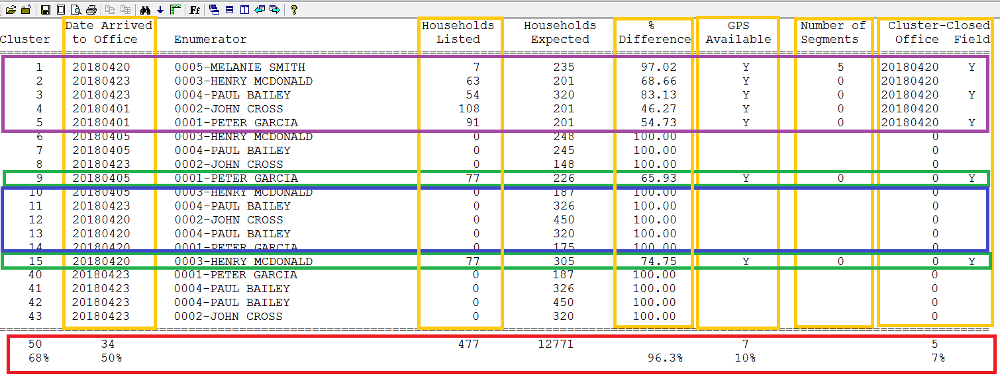 Ff ?
Date Arrived Households Households % GPS Number of Cluster-Closed
Cluster to Office Enumerator Listed Expected Difference Available Segments Office Field
1 20180420 0005-MELANIE SMITH 7 235 97.02 Y 5 20180420 Y
2 20180423 0003-HENRY MCDONALD 63 201 68.66 Y 0 20180420
3 20180423 0004-PAUL BAILEY 54 320 83.13 Y 0 20180420 Y
4 20180401 0002-JOHN CROSS 108 201 46.27 Y 0 20180420
5 20180401 0001-PETER GARCIA 91 201 54.73 Y 0 20180420 Y
6 20180405 0003-HENRY MCDONALD 0 248 100.00 0
7 20180405 0004-PAUL BAILEY 0 245 100.00 0
8 20180423 0002-JOHN CROSS 0 148 100.00 0
9 20180405 0001-PETER GARCIA 77 226 65.93 Y 0 0 Y
10 20180405 0003-HENRY MCDONALD 0 187 100.00 0
11 20180423 0004-PAUL BAILEY 0 326 100.00 0
12 20180420 0002-JOHN CROSS 0 450 100.00 0
13 20180420 0004-PAUL BAILEY 0 320 100.00 0
14 20180420 0001-PETER GARCIA 0 175 100.00 0
15 20180420 0003-HENRY MCDONALD 77 305 74.75 Y 0 0 Y
40 20180423 0001-PETER GARCIA 0 187 100.00 0
41 20180423 0004-PAUL BAILEY 0 326 100.00 0
42 20180423 0004-PAUL BAILEY 0 450 100.00 0
43 20180423 0002-JOHN CROSS 0 320 100.00 0
50 34 477 12771 7 5
68% 50% 96.3% 10% 7%